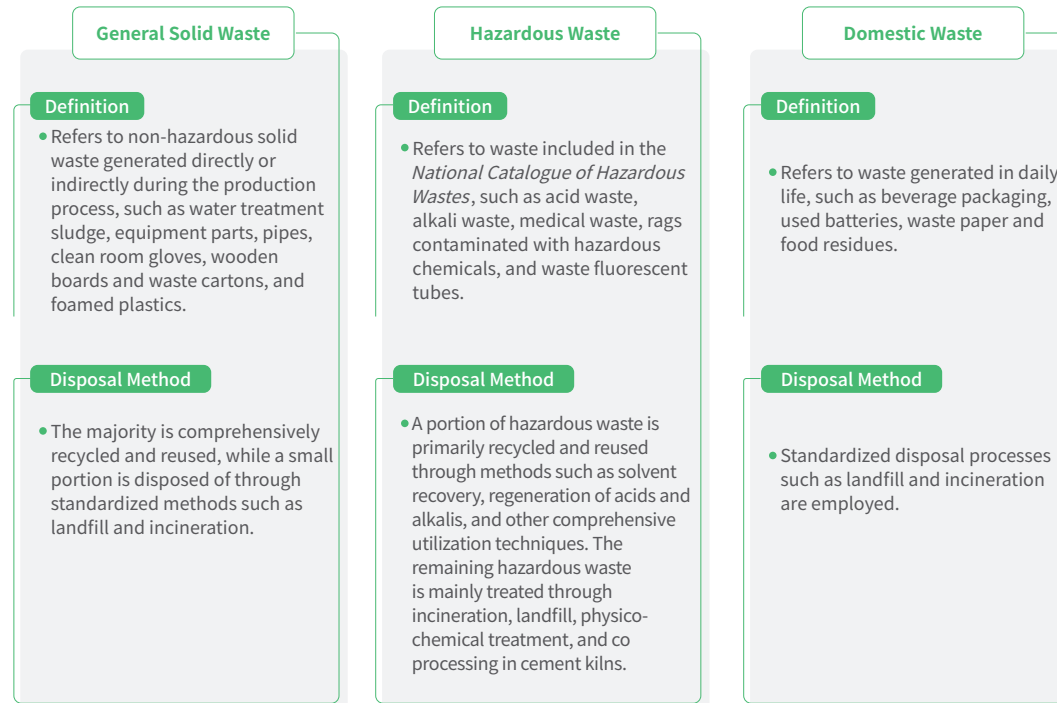 General Solid Waste
Definition
Refers to non-hazardous solid
waste generated directly or
indirectly during the production
process, such as water treatment
sludge, equipment parts, pipes,
clean room gloves, wooden
boards and waste cartons, and
foamed plastics.
Disposal Method
The majority is comprehensively
recycled and reused, while a small
portion is disposed of through
standardized methods such as
landfill and incineration.
Hazardous Waste
Definition
Refers to waste included in the
National Catalogue of Hazardous
Wastes, such as acid waste,
alkali waste, medical waste, rags
contaminated with hazardous
chemicals, and waste fluorescent
tubes.
Disposal Method
A portion of hazardous waste is
primarily recycled and reused
through methods such as solvent
recovery, regeneration of acids and
alkalis, and other comprehensive
utilization techniques. The
remaining hazardous waste
is mainly treated through
incineration, landfill, physico-
chemical treatment, and co
processing in cement kilns.
Domestic Waste
Definition
Refers to waste generated in daily
life, such as beverage packaging,
used batteries, waste paper and
food residues.
Disposal Method
Standardized disposal processes
such as landfill and incineration
are employed.